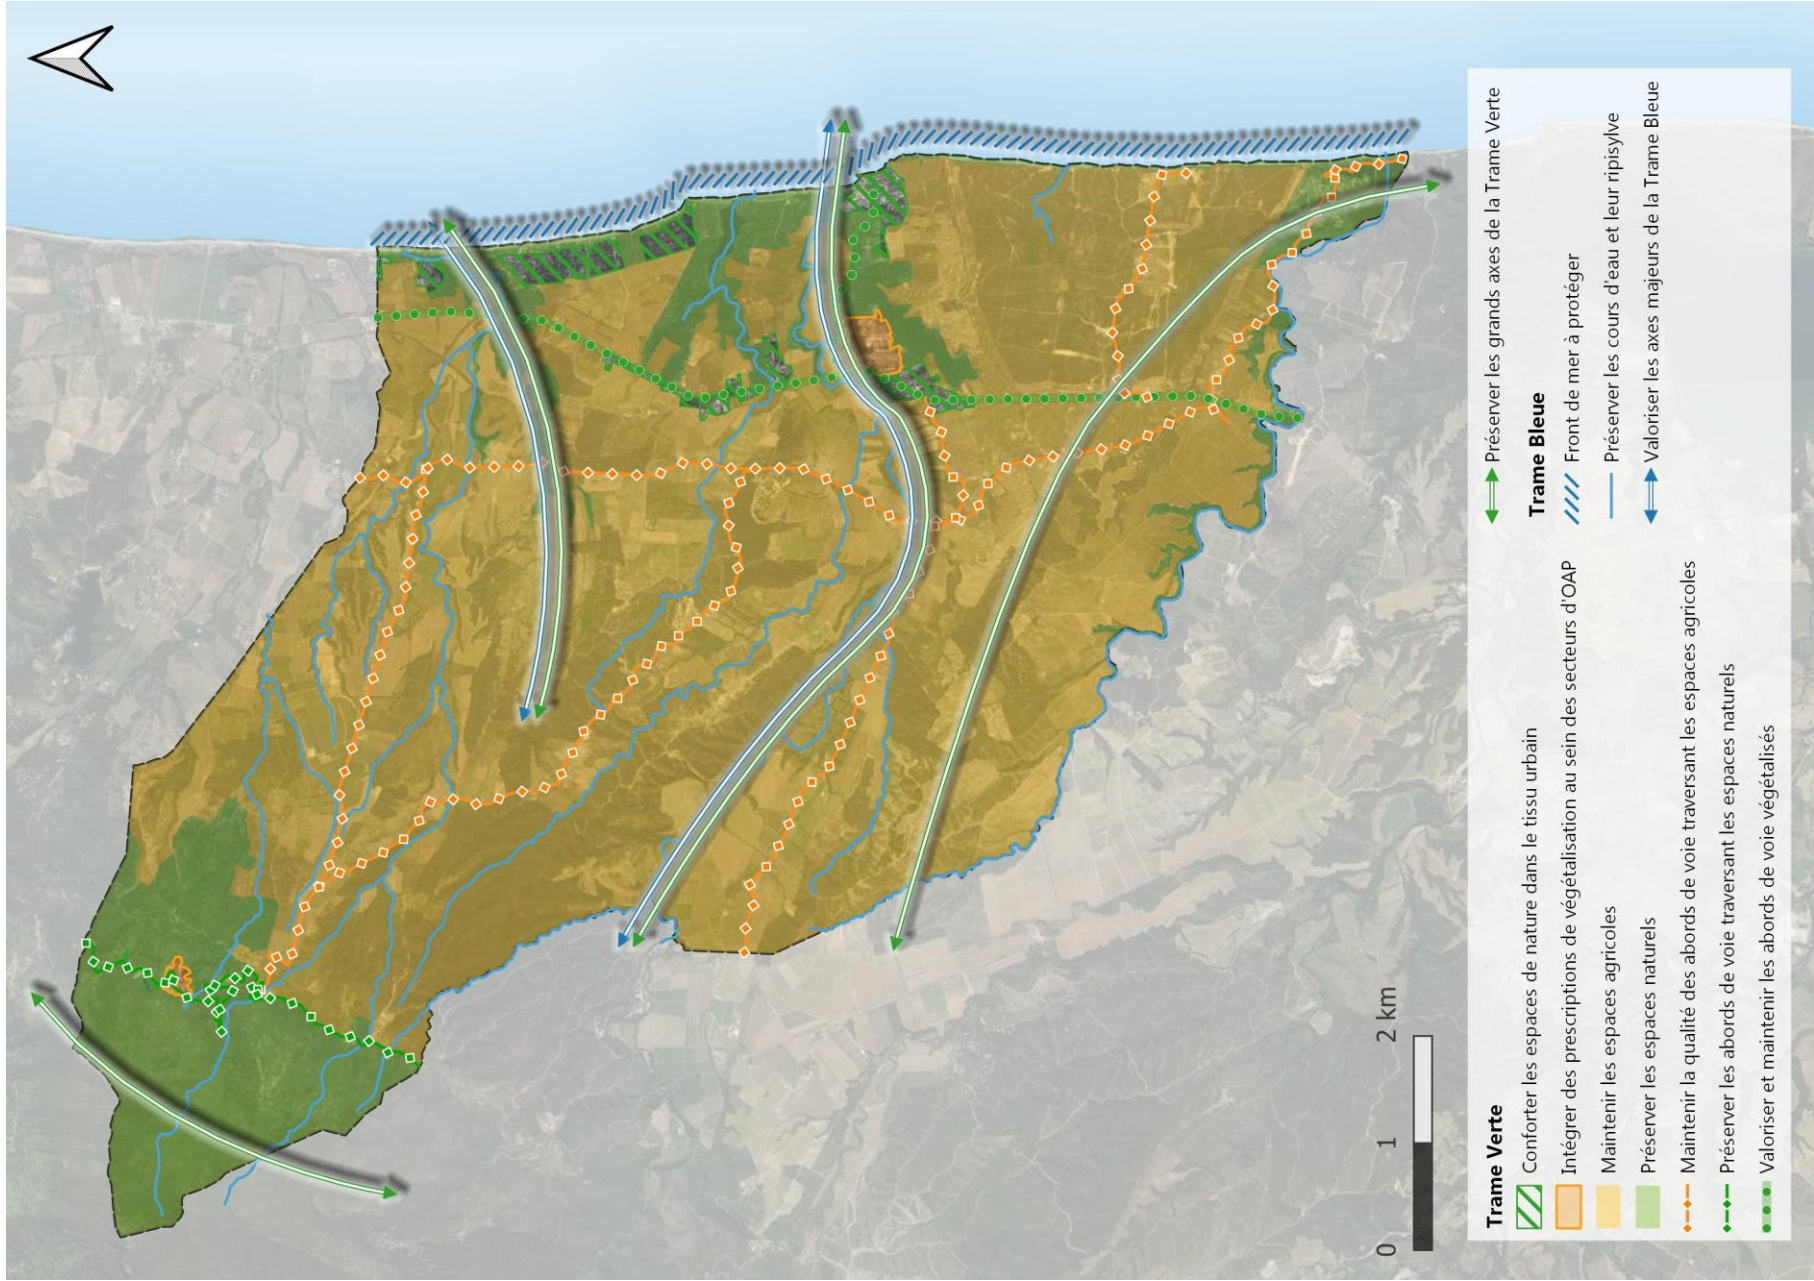 Trame Verte
Conforter les espaces de nature dans le tissu urbain
Intégrer des prescriptions de végétalisation au sein des secteurs d'OAP
Maintenir les espaces agricoles
Préserver les espaces naturels
Maintenir la qualité des abords de voie traversant les espaces agricoles
Préserver les abords de voie traversant les espaces naturels
Valoriser et maintenir les abords de voie végétalisés
Préserver les grands axes de la Trame Verte
Trame Bleue
Front de mer à protéger
Préserver les cours d'eau et leur ripisylve
Valoriser les axes majeurs de la Trame Bleue
0 1 2 km